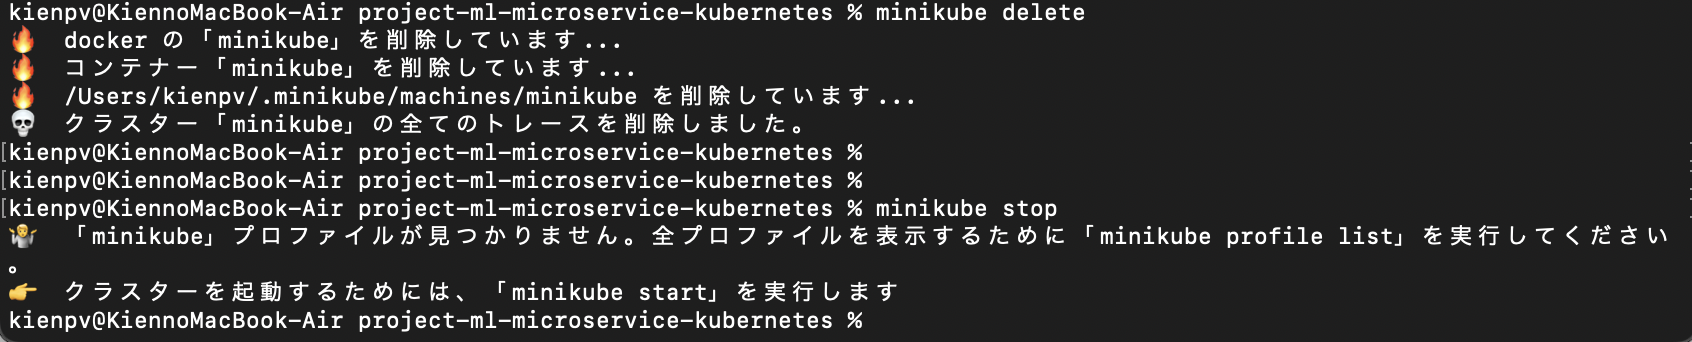 kienpv@KiennoMacBook-Air project-ml-microservice-kubernetes % minikube delete
🔥 docker の「minikube」を削除しています...
🔥 コンテナー「minikube」を削除しています...
🔥 /Users/kienpv/.minikube/machines/minikube を削除しています...
💀 クラスター「minikube」の全てのトレースを削除しました。
[kienpv@KiennoMacBook-Air project-ml-microservice-kubernetes %
[kienpv@KiennoMacBook-Air project-ml-microservice-kubernetes %
[kienpv@KiennoMacBook-Air project-ml-microservice-kubernetes % minikube stop
🤷 「minikube」プロファイルが見つかりません。全プロファイルを表示するために「minikube profile list」を実行してください
。
👉 クラスターを起動するためには、「minikube start」を実行します
kienpv@KiennoMacBook-Air project-ml-microservice-kubernetes %